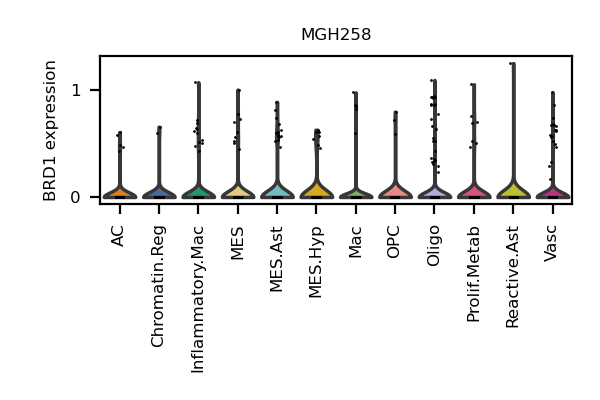 MGH258
BRD1 expression
1
0
AC
Chromatin.Reg
Inflammatory.Mac
MES
MES.Ast
MES.Hyp
Mac
OPC
Oligo
Prolif.Metab
Reactive.Ast
Vasc